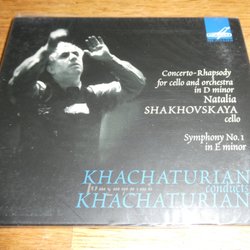 Concerto-Rhapsody
for cello and orchestra
in D minor
Natalia
SHAKHOVSKAYA
cello
Symphony No.1
in E minor
KHACHATURIAN
conducts
KHACHATURIAN